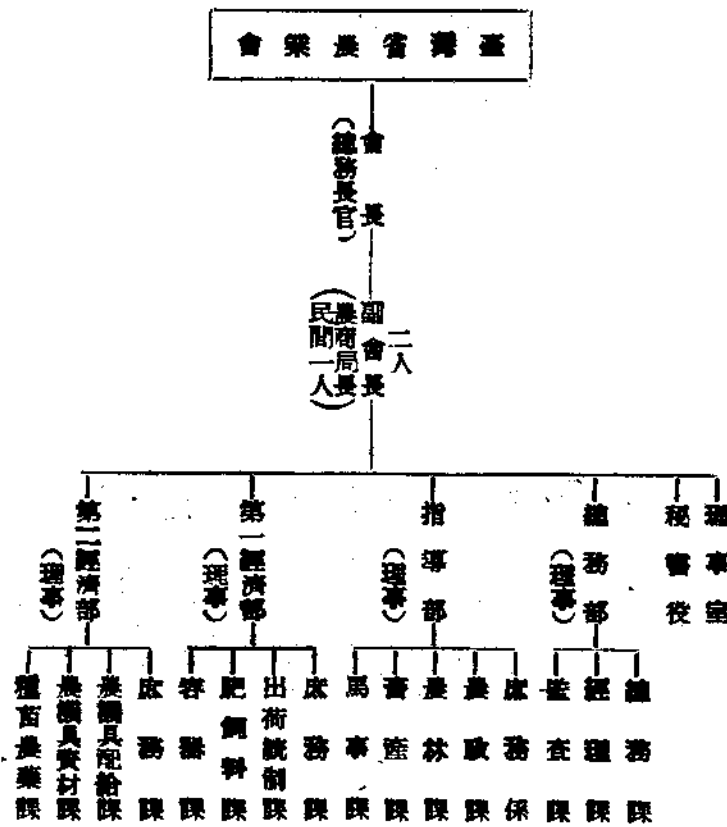 臺灣省農業會
會長
(總務長官)
二人
副會長
(農商局長
民間一人)
理事室
秘書役
總務部
(理事)
指導部
(理事)
第一經濟部
(理事)
第二經濟部
(理事)
總務課
經理課
監査課
庶務係
農政課
農林課
畜産課
馬事課
庶務課
出荷統制課
肥飼料課
容器課
庶務課
農機具配給課
農機具資材課
種畜農藥課